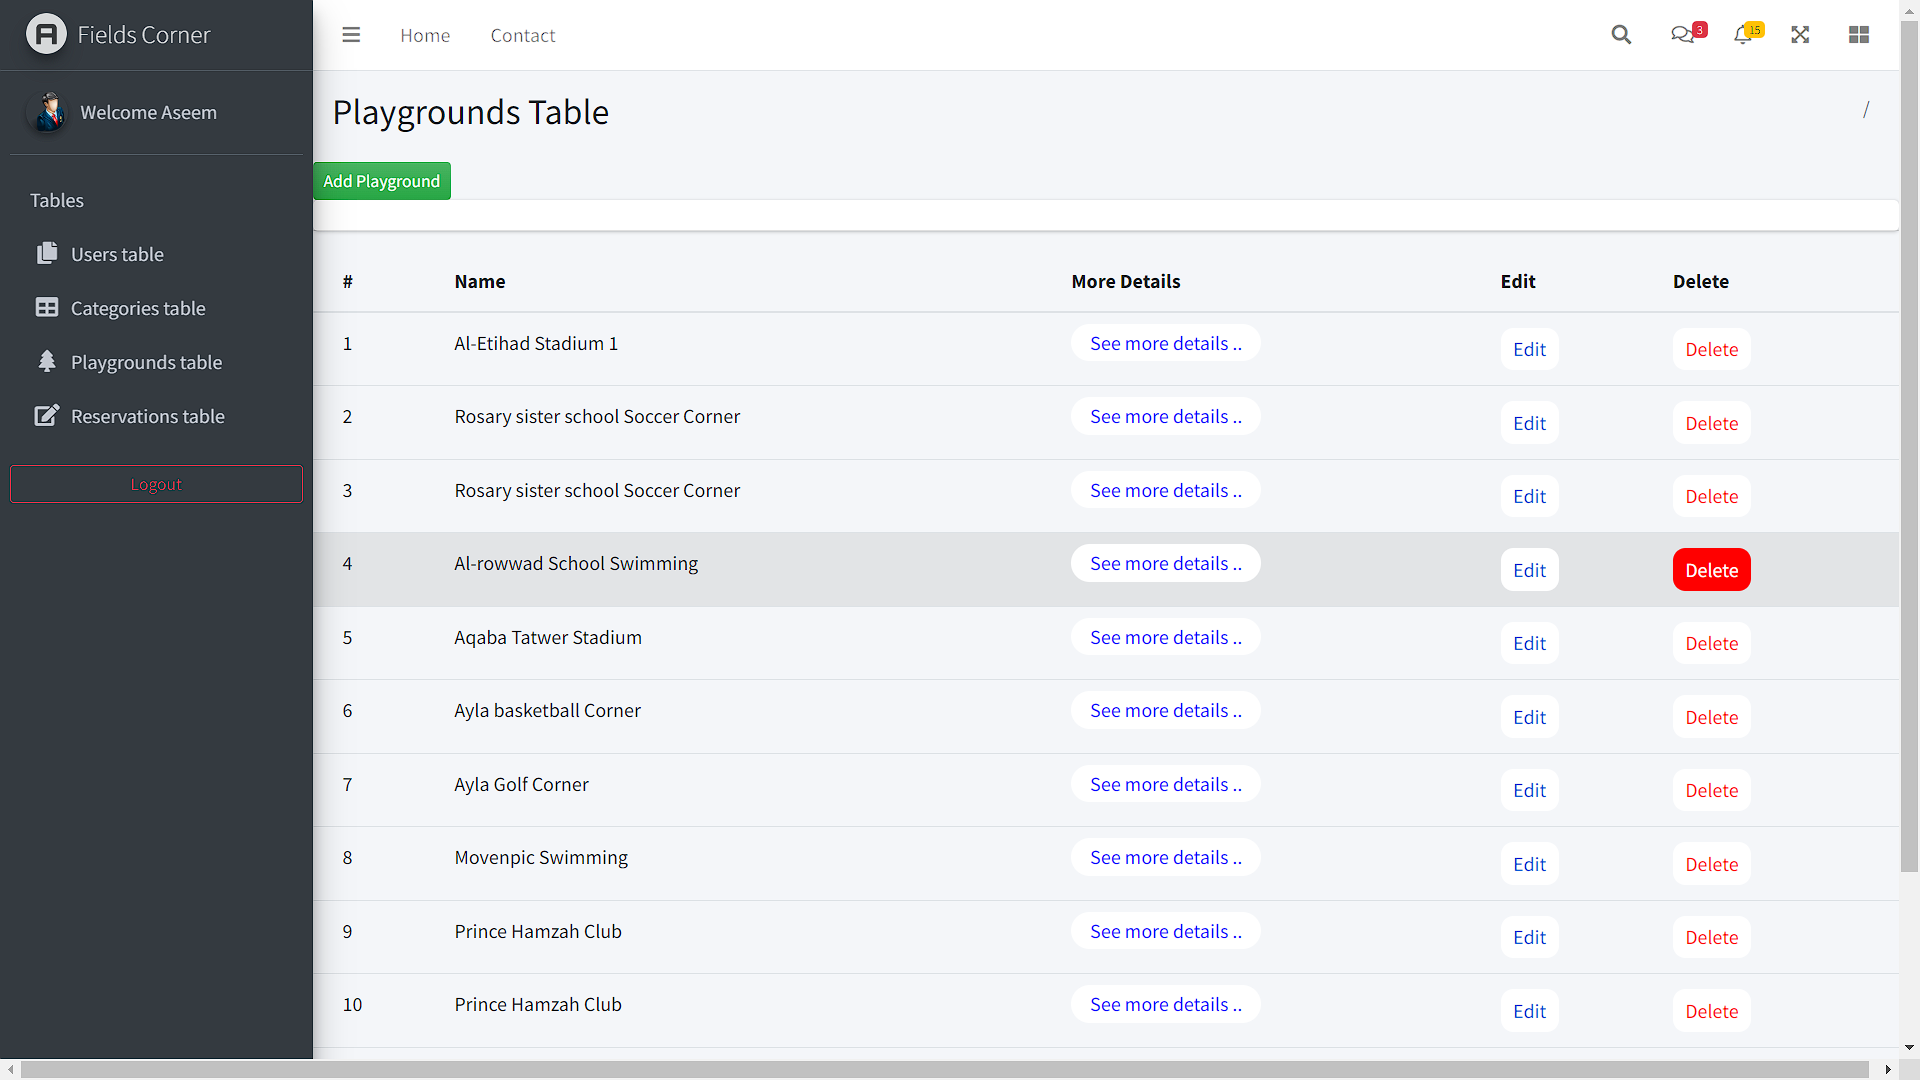 Fields Corner
Home Contact
3
15
Welcome Aseem
Playgrounds Table
/
Add Playground
Tables
Users table
Categories table
Playgrounds table
Reservations table
Logout
# Name More Details Edit Delete
1 Al-Etihad Stadium 1 See more details .. Edit Delete
2 Rosary sister school Soccer Corner See more details .. Edit Delete
3 Rosary sister school Soccer Corner See more details .. Edit Delete
4 Al-rowwad School Swimming See more details .. Edit Delete
5 Aqaba Tatwer Stadium See more details .. Edit Delete
6 Ayla basketball Corner See more details .. Edit Delete
7 Ayla Golf Corner See more details .. Edit Delete
8 Movenpic Swimming See more details .. Edit Delete
9 Prince Hamzah Club See more details .. Edit Delete
10 Prince Hamzah Club See more details .. Edit Delete